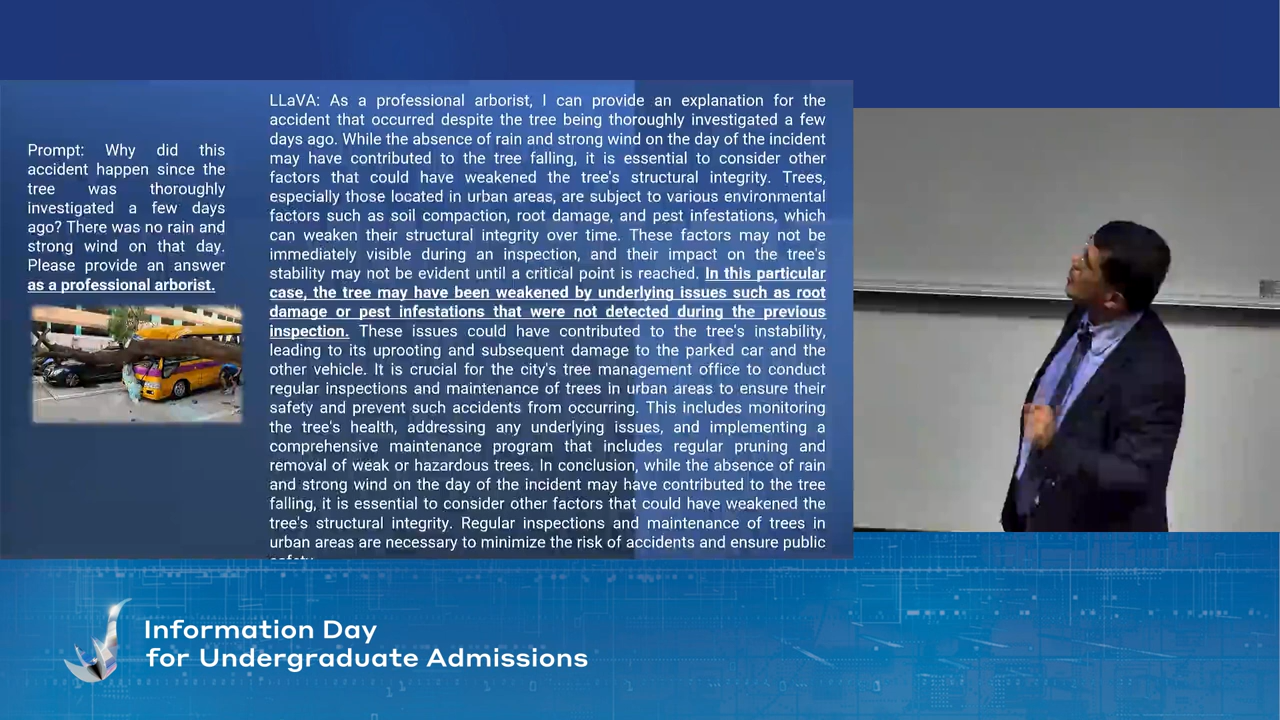 Prompt: Why did this
accident happen since the
tree was thoroughly
investigated a few days
ago? There was no rain and
strong wind on that day.
Please provide an answer
as a professional arborist.
LLaVA: As a professional arborist, I can provide an explanation for the
accident that occurred despite the tree being thoroughly investigated a few
days ago. While the absence of rain and strong wind on the day of the incident
may have contributed to the tree falling, it is essential to consider other
factors that could have weakened the tree's structural integrity. Trees,
especially those located in urban areas, are subject to various environmental
factors such as soil compaction, root damage, and pest infestations, which
can weaken their structural integrity over time. These factors may not be
immediately visible during an inspection, and their impact on the tree's
stability may not be evident until a critical point is reached. In this particular
case, the tree may have been weakened by underlying issues such as root
damage or pest infestations that were not detected during the previous
inspection. These issues could have contributed to the tree's instability,
leading to its uprooting and subsequent damage to the parked car and the
other vehicle. It is crucial for the city's tree management office to conduct
regular inspections and maintenance of trees in urban areas to ensure their
safety and prevent such accidents from occurring. This includes monitoring
the tree's health, addressing any underlying issues, and implementing a
comprehensive maintenance program that includes regular pruning and
removal of weak or hazardous trees. In conclusion, while the absence of rain
and strong wind on the day of the incident may have contributed to the tree
falling, it is essential to consider other factors that could have weakened the
tree's structural integrity. Regular inspections and maintenance of trees in
urban areas are necessary to minimize the risk of accidents and ensure public
Information Day
for Undergraduate Admissions